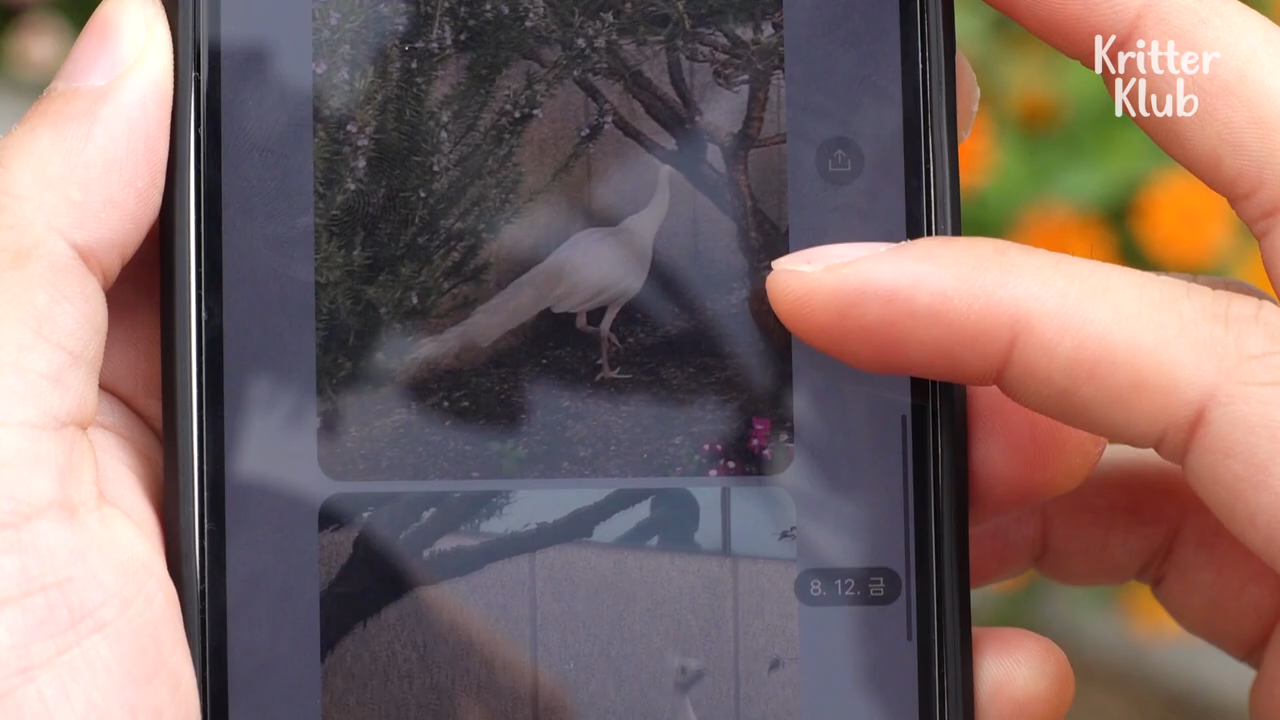 Kritter
Klub
8. 12. 금